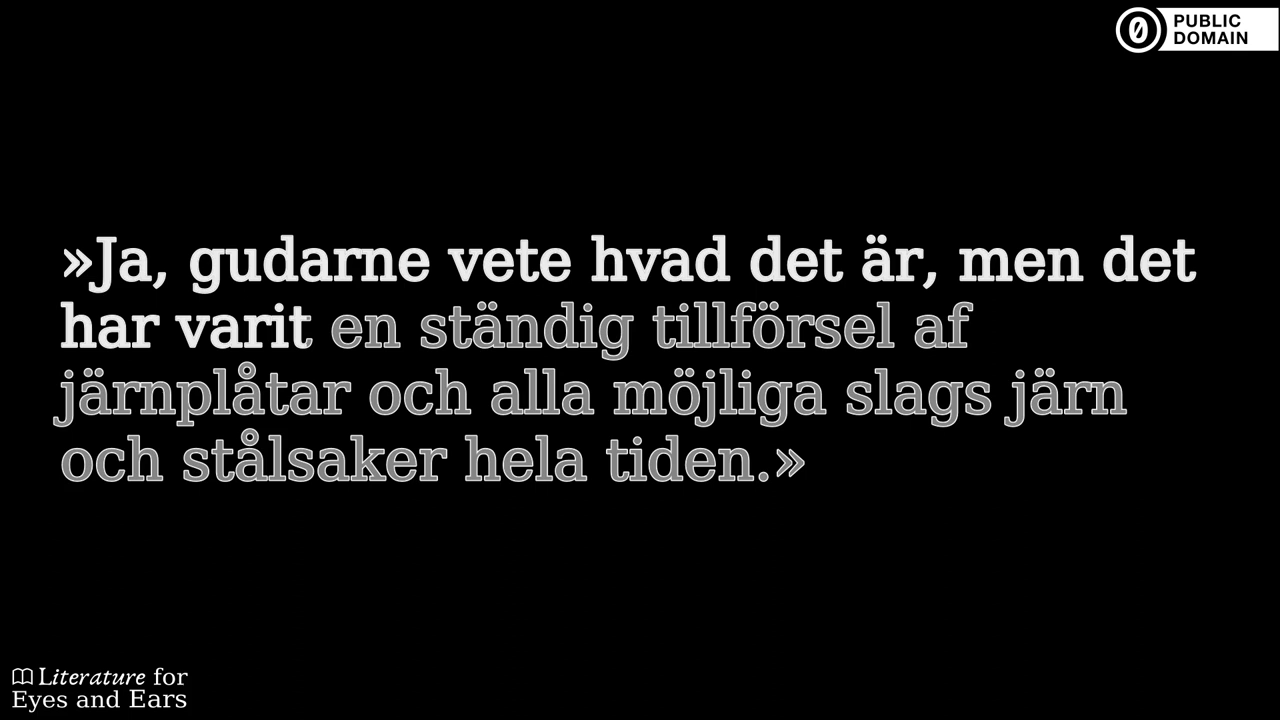 PUBLIC
DOMAIN
»Ja, gudarne vete hvad det är, men det
har varit en ständig tillförsel af
järnplåtar och alla möjliga slags järn
och stålsaker hela tiden.»
Literature for
Eyes and Ears